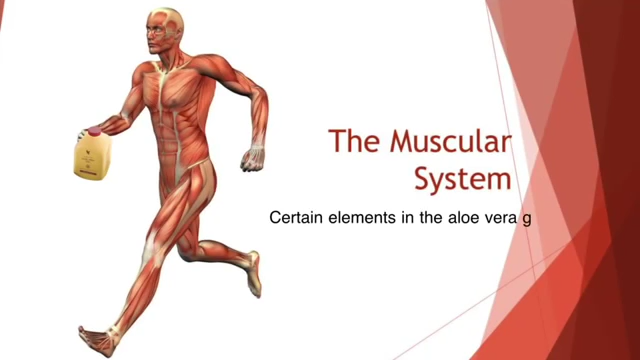 The Muscular
System
Certain elements in the aloe vera g